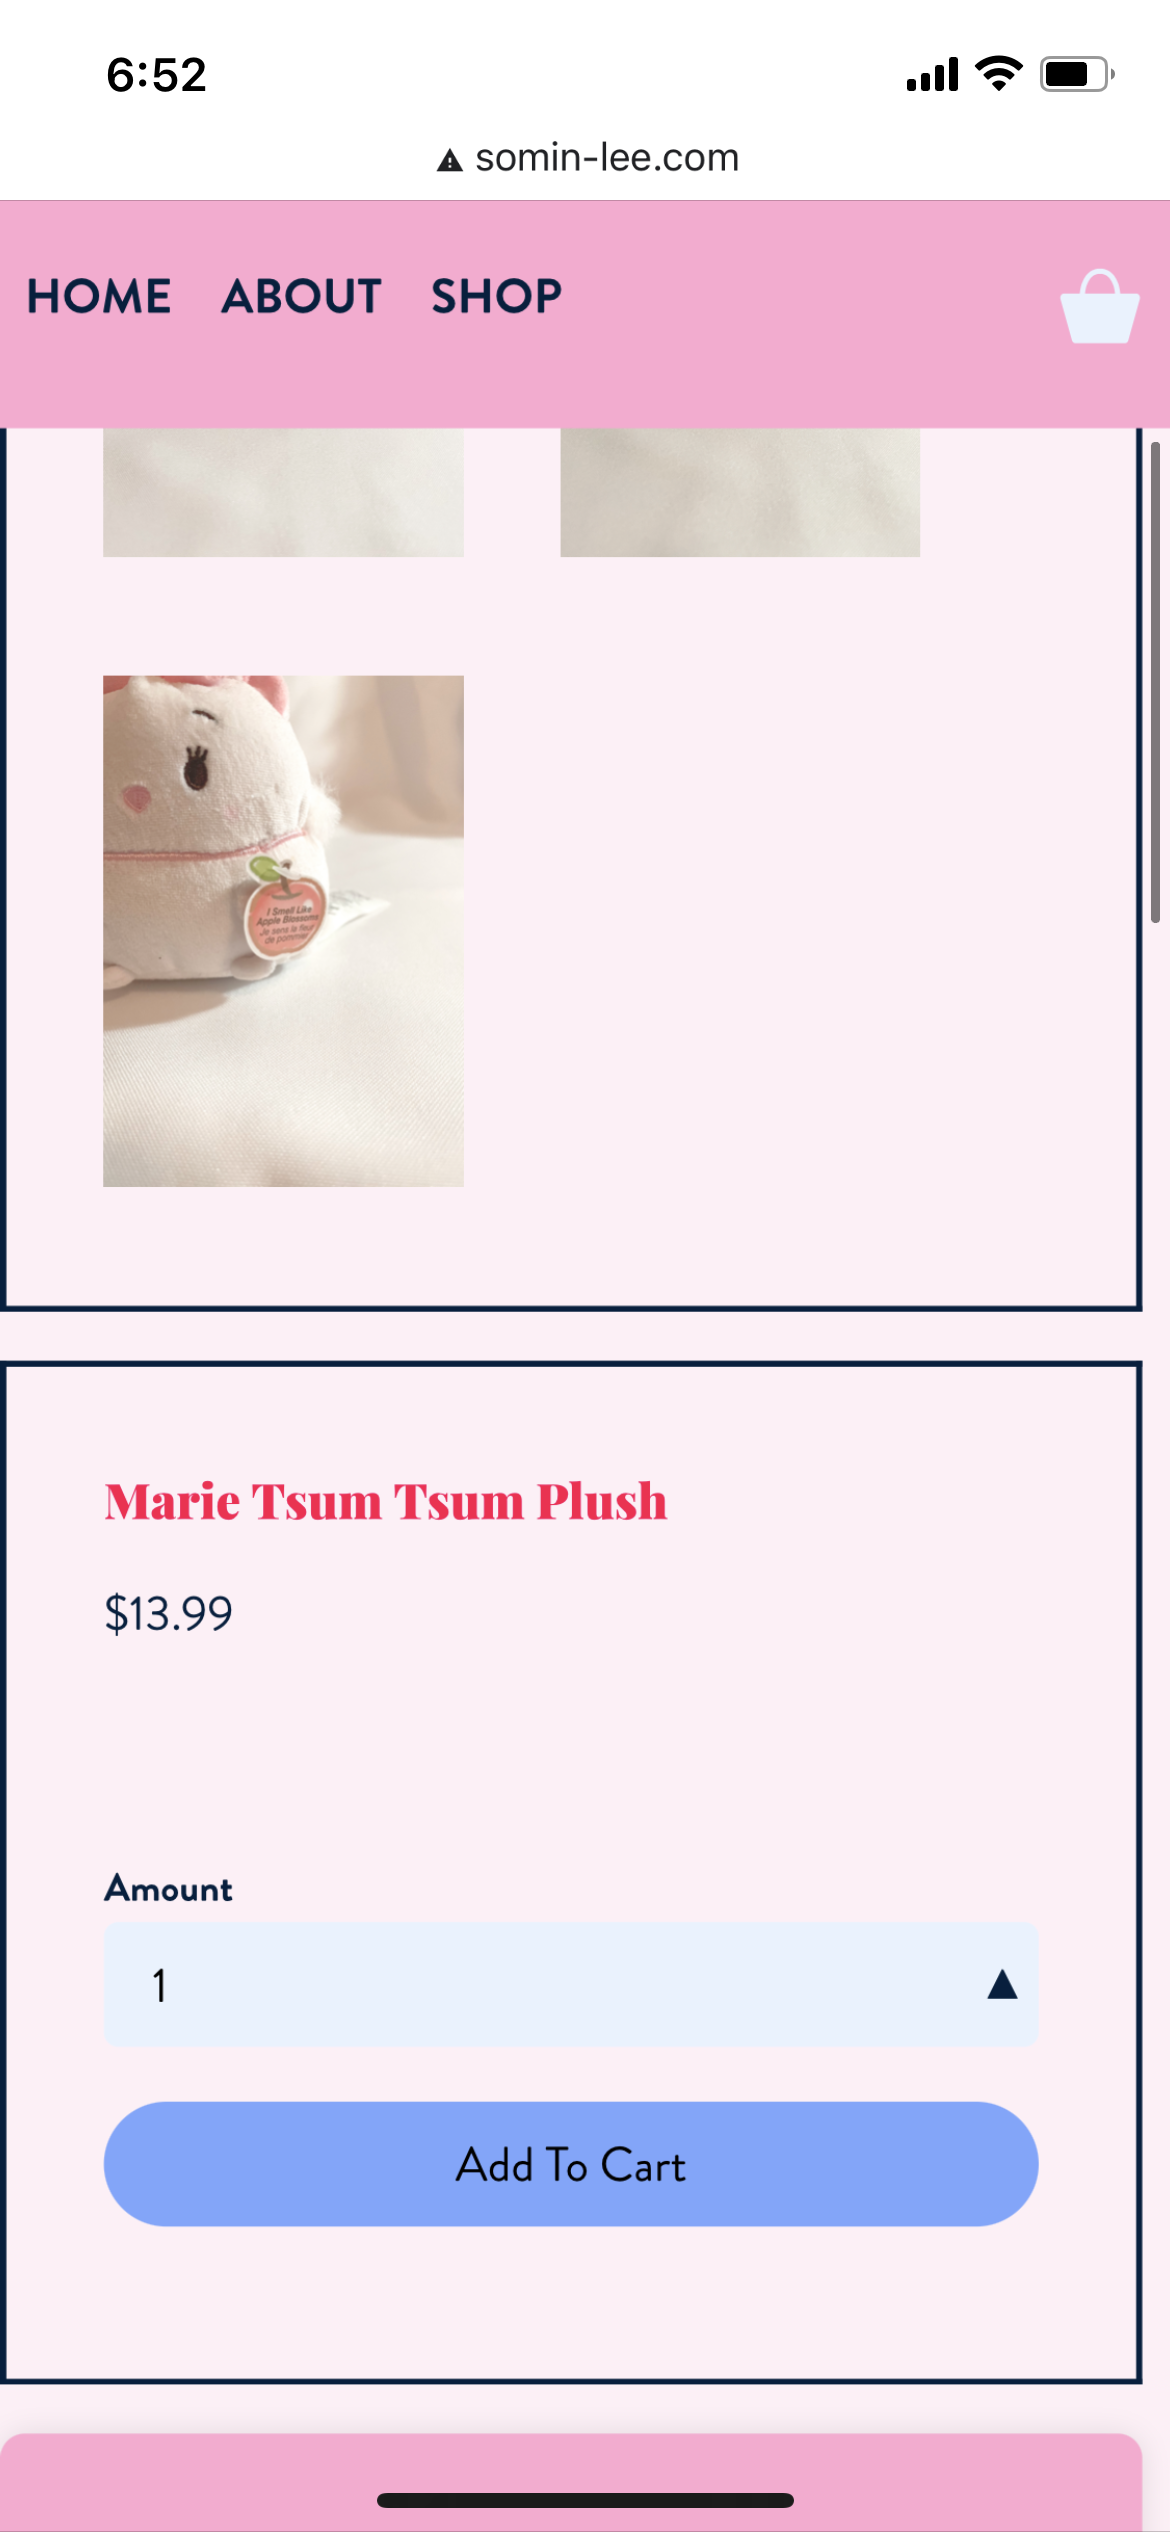 6:52
somin-lee.com
HOME ABOUT SHOP
I Smell Like
Apple Blossoms
Je sens la fleur
de pommier
Marie Tsum Tsum Plush
$13.99
Amount
1
Add To Cart